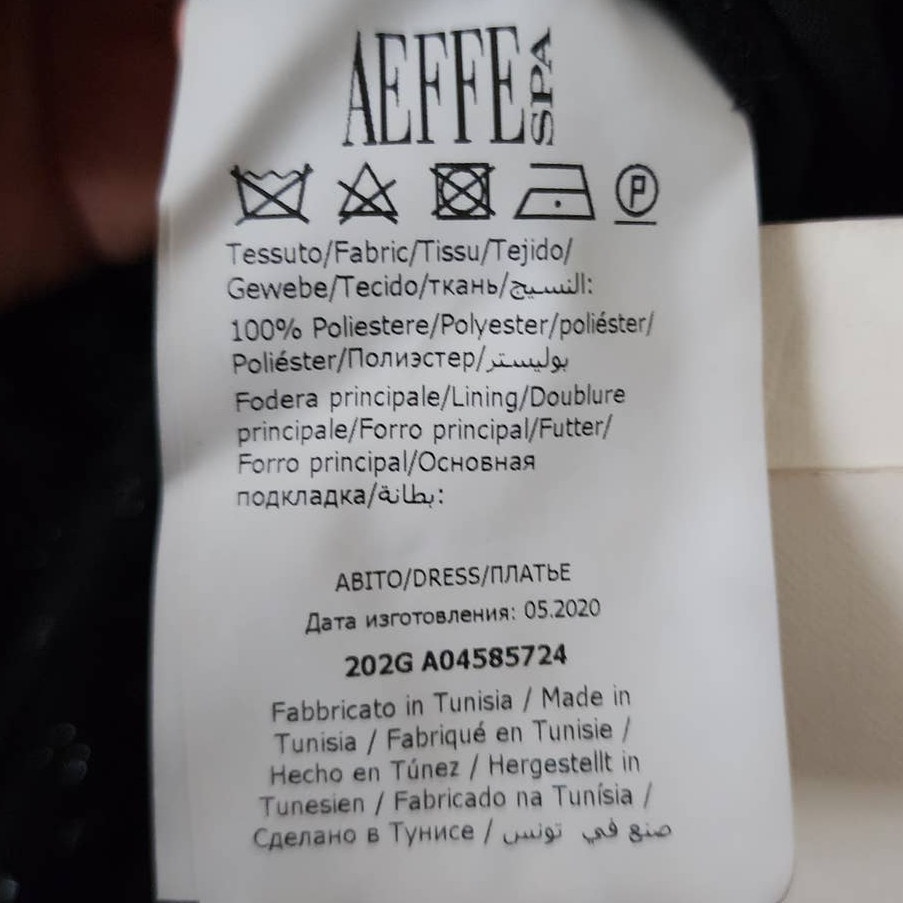 AEFFE SPA
P
Tessuto/Fabric/Tissu/Tejido/
Gewebe/Tecido/ткань/النسيج:
100% Poliestere/Polyester/poliéster/
Poliéster/Полиэстер/بوليستر
Fodera principale/Lining/Doublure
principale/Forro principal/Futter/
Forro principal/Основная
подкладка/بطانة:
ABITO/DRESS/ПЛАТЬЕ
Дата изготовления: 05.2020
202G A04585724
Fabbricato in Tunisia / Made in
Tunisia / Fabriqué en Tunisie /
Hecho en Túnez / Hergestellt in
Tunesien / Fabricado na Tunísia /
Сделано в Тунисе / صنع في تونس